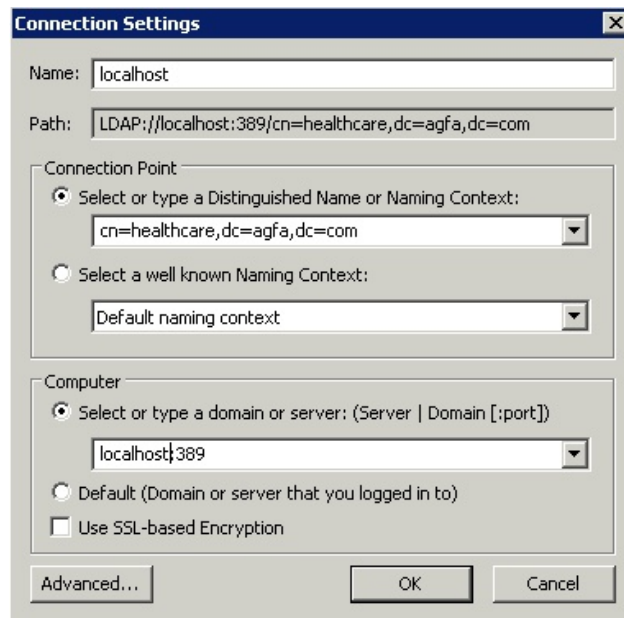 Connection Settings
Name: localhost
Path: LDAP://localhost:389/cn=healthcare,dc=agfa,dc=com
Connection Point
Select or type a Distinguished Name or Naming Context:
cn=healthcare,dc=agfa,dc=com
Select a well known Naming Context:
Default naming context
Computer
Select or type a domain or server: (Server | Domain [:port])
localhost:389
Default (Domain or server that you logged in to)
Use SSL-based Encryption
Advanced... OK Cancel